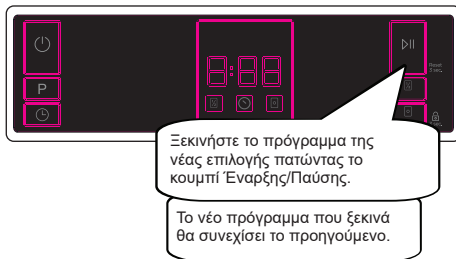 3:88
P
Reset
3 sec.
Ξεκινήστε το πρόγραμμα της
νέας επιλογής πατώντας το
κουμπί Έναρξης/Παύσης.
Το νέο πρόγραμμα που ξεκινά
θα συνεχίσει το προηγούμενο.